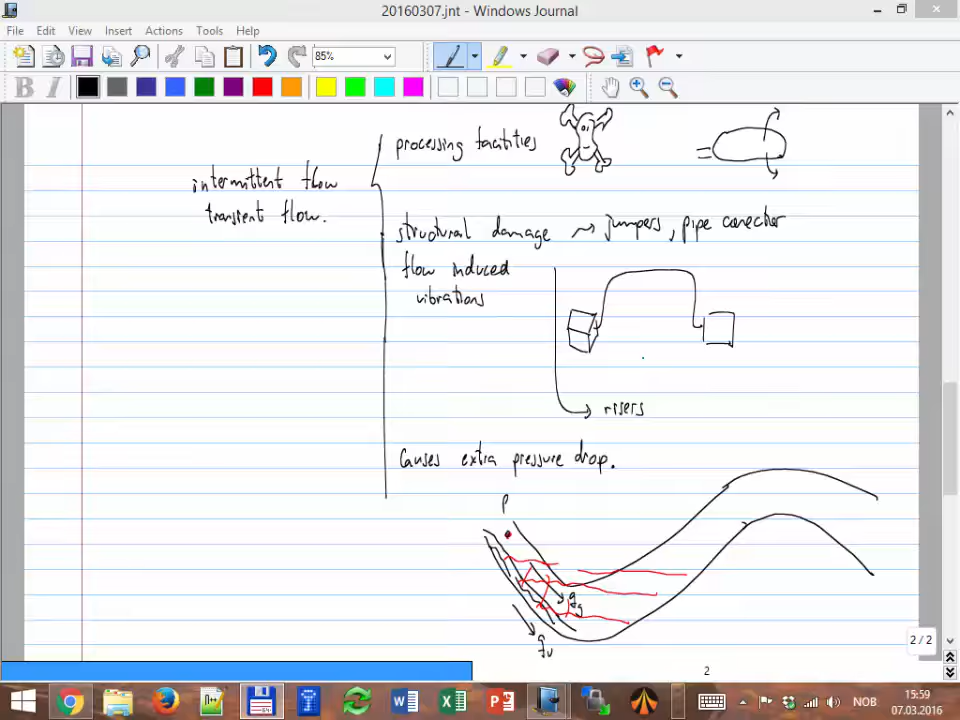 20160307.jnt - Windows Journal
File Edit View Insert Actions Tools Help
85%
B I
processing facilities
intermittent flow
transient flow.
structural damage ~> jumpers, pipe conector
flow induced
vibrations
risers
Causes extra pressure drop.
P
qg
2/2
2
NOB
15:59
07.03.2016